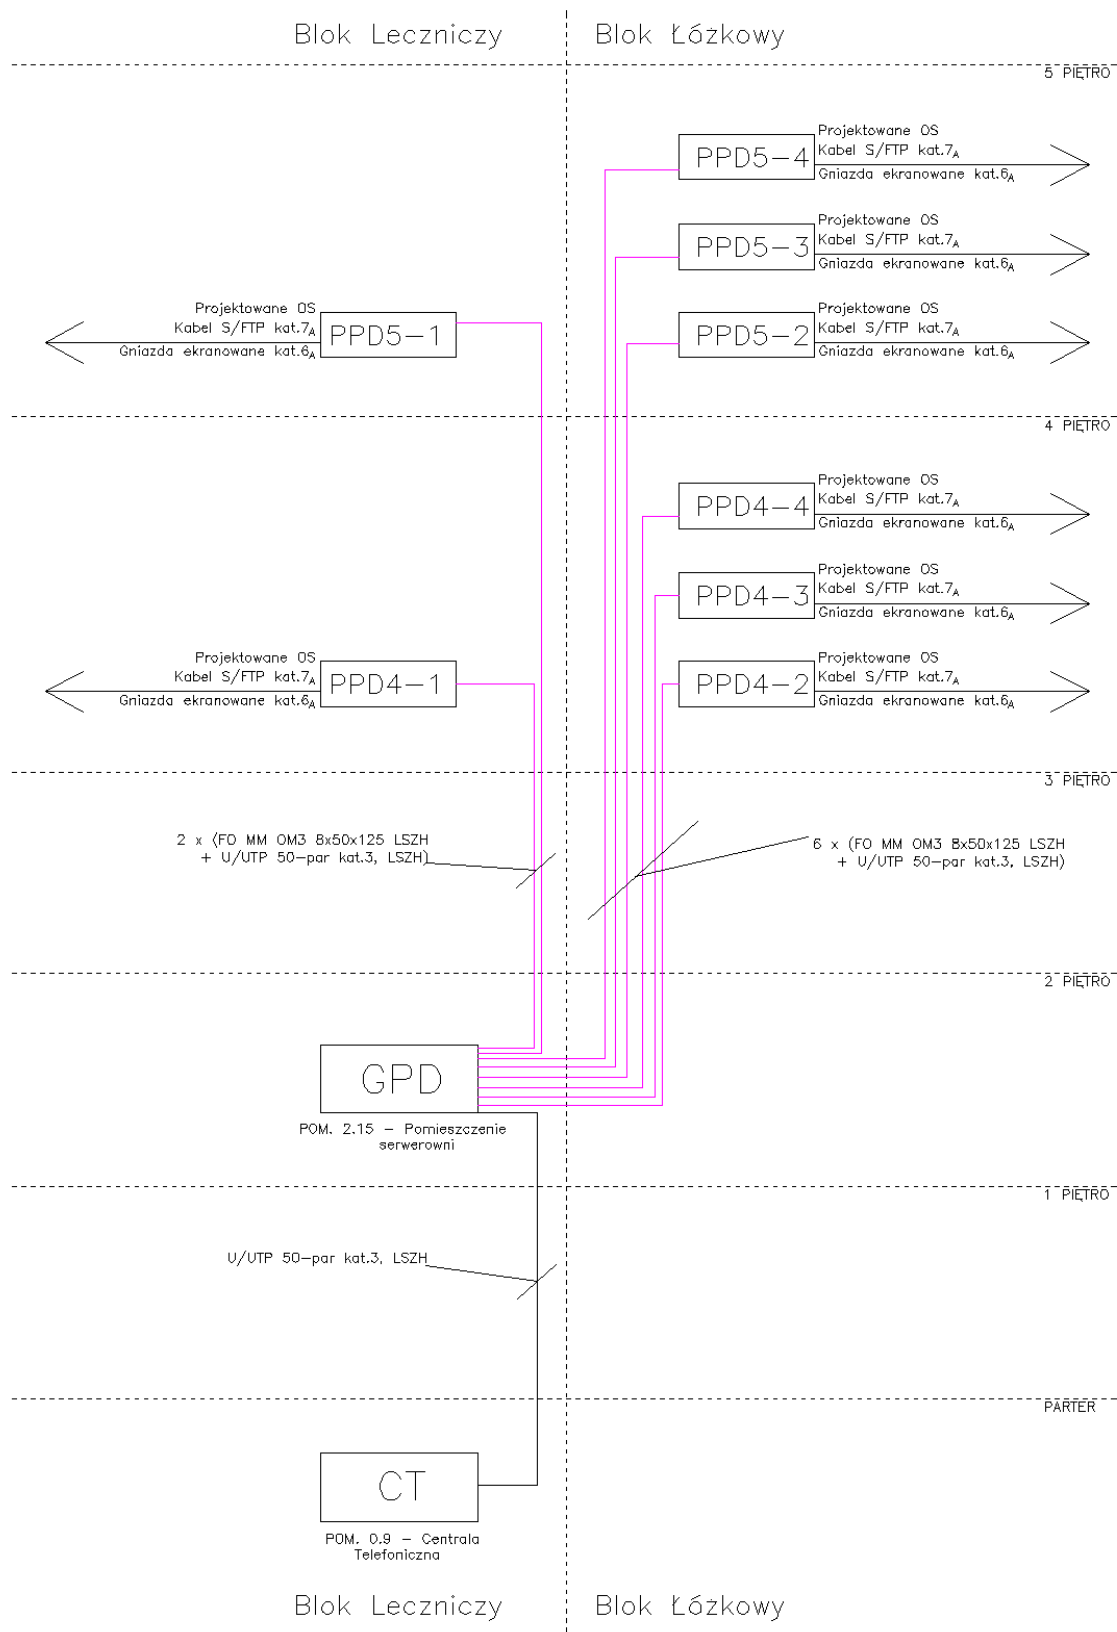 Blok Leczniczy
Blok Łóżkowy
5 PIĘTRO
PPD5-4
Projektowane OS
Kabel S/FTP kat.7A
Gniazda ekranowane kat.6A
PPD5-3
Projektowane OS
Kabel S/FTP kat.7A
Gniazda ekranowane kat.6A
Projektowane OS
Kabel S/FTP kat.7A
Gniazda ekranowane kat.6A
PPD5-1
PPD5-2
Projektowane OS
Kabel S/FTP kat.7A
Gniazda ekranowane kat.6A
4 PIĘTRO
PPD4-4
Projektowane OS
Kabel S/FTP kat.7A
Gniazda ekranowane kat.6A
PPD4-3
Projektowane OS
Kabel S/FTP kat.7A
Gniazda ekranowane kat.6A
Projektowane OS
Kabel S/FTP kat.7A
Gniazda ekranowane kat.6A
PPD4-1
PPD4-2
Projektowane OS
Kabel S/FTP kat.7A
Gniazda ekranowane kat.6A
3 PIĘTRO
2 x (FO MM OM3 8x50x125 LSZH
+ U/UTP 50-par kat.3, LSZH)
6 x (FO MM OM3 8x50x125 LSZH
+ U/UTP 50-par kat.3, LSZH)
2 PIĘTRO
GPD
POM. 2.15 - Pomieszczenie
serwerowni
1 PIĘTRO
U/UTP 50-par kat.3, LSZH
PARTER
CT
POM. 0.9 - Centrala
Telefoniczna
Blok Leczniczy
Blok Łóżkowy